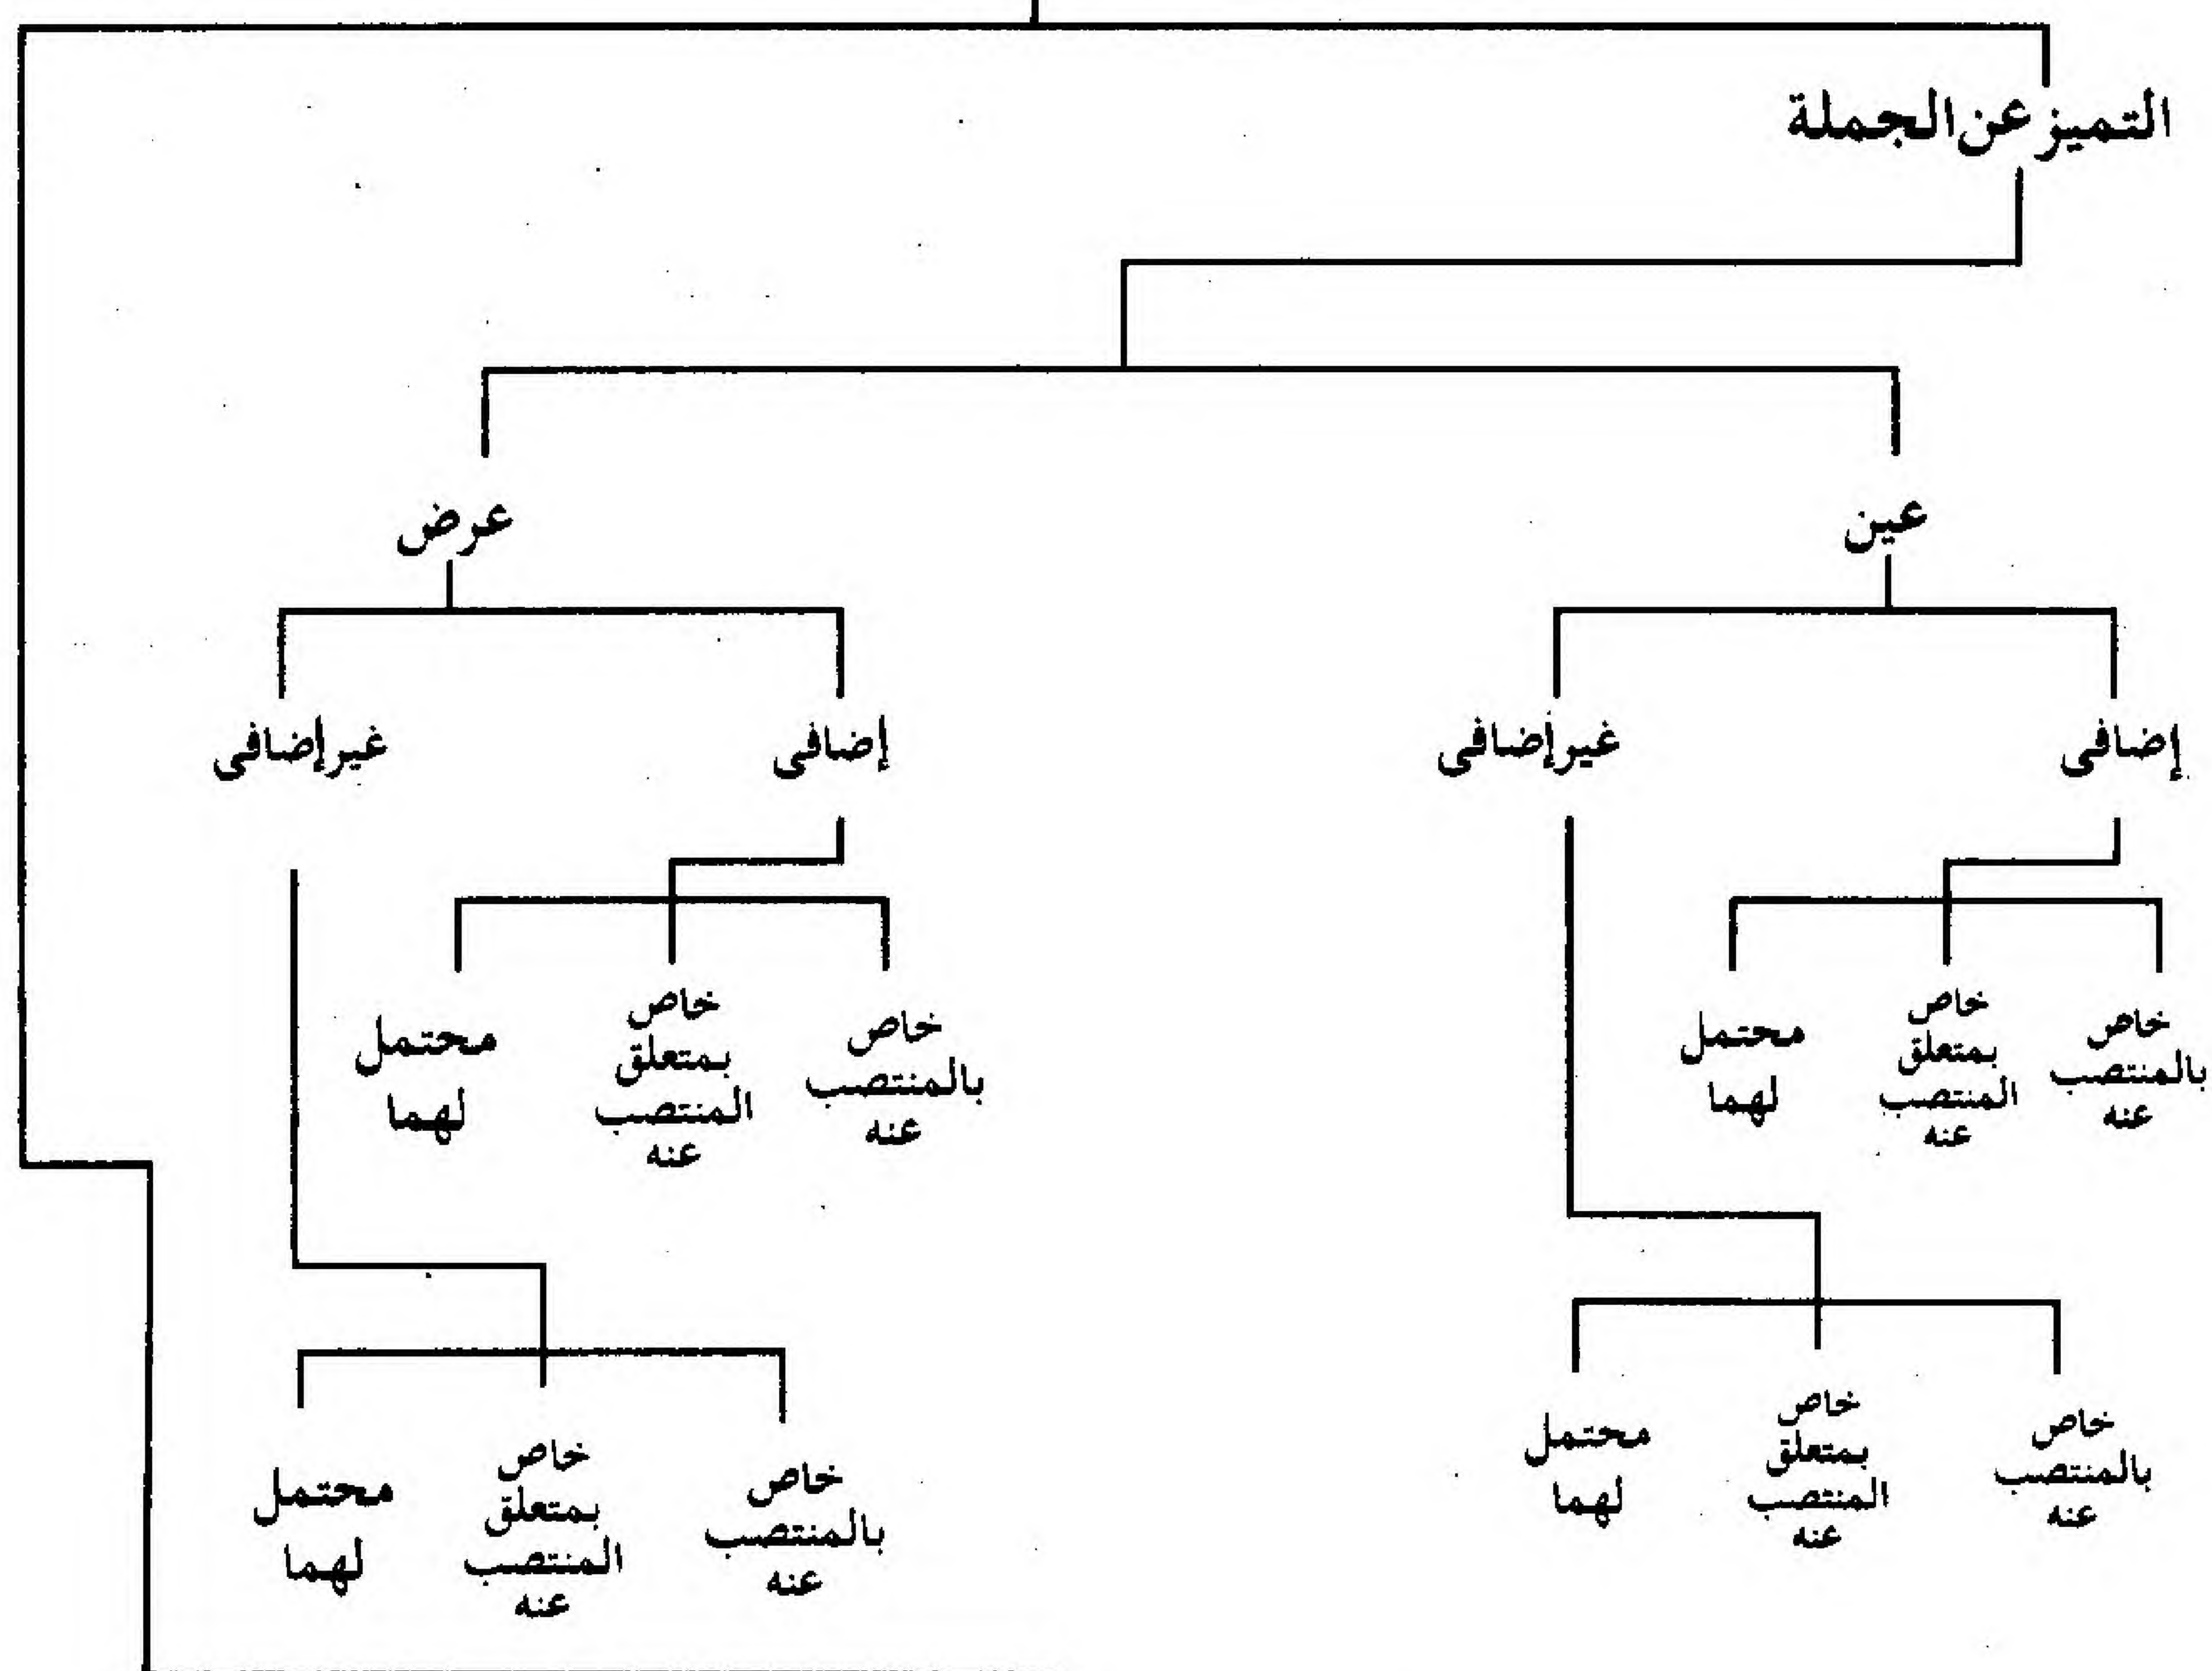 التميز عن الجملة
عين
عرض
إضافى
غير إضافى
إضافى
غير إضافى
خاص
بالمنتصب
عنه
خاص
بمتعلق
المنتصب
عنه
محتمل
لهما
خاص
بالمنتصب
عنه
خاص
بمتعلق
المنتصب
عنه
محتمل
لهما
خاص
بالمنتصب
عنه
خاص
بمتعلق
المنتصب
عنه
محتمل
لهما
خاص
بالمنتصب
عنه
خاص
بمتعلق
المنتصب
عنه
محتمل
لهما